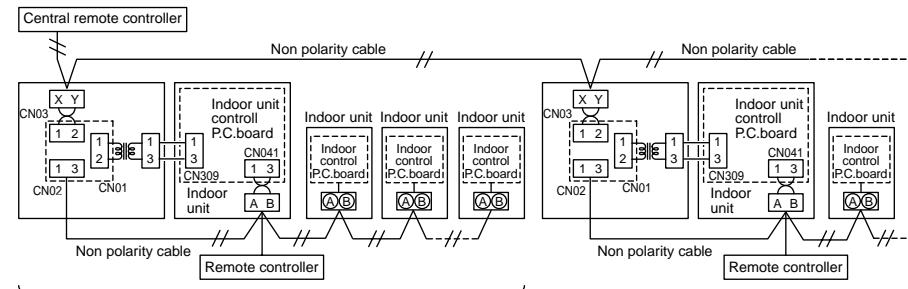 Central remote controller
Non polarity cable
Non polarity cable
X Y
CN03
1 2
1
2
1
3
1
3
1 3
CN02
CN01
CN309
Indoor unit
controll
P.C.board
CN041
1 3
Indoor
unit
A B
Indoor unit
Indoor
control
P.C.board
A B
Indoor unit
Indoor
control
P.C.board
A B
Indoor unit
Indoor
control
P.C.board
A B
Non polarity cable
Remote controller
X Y
CN03
1 2
1
2
1
3
1
3
1 3
CN02
CN01
CN309
Indoor unit
controll
P.C.board
CN041
1 3
Indoor
unit
A B
Indoor unit
Indoor
control
P.C.board
A B
Non polarity cable
Remote controller